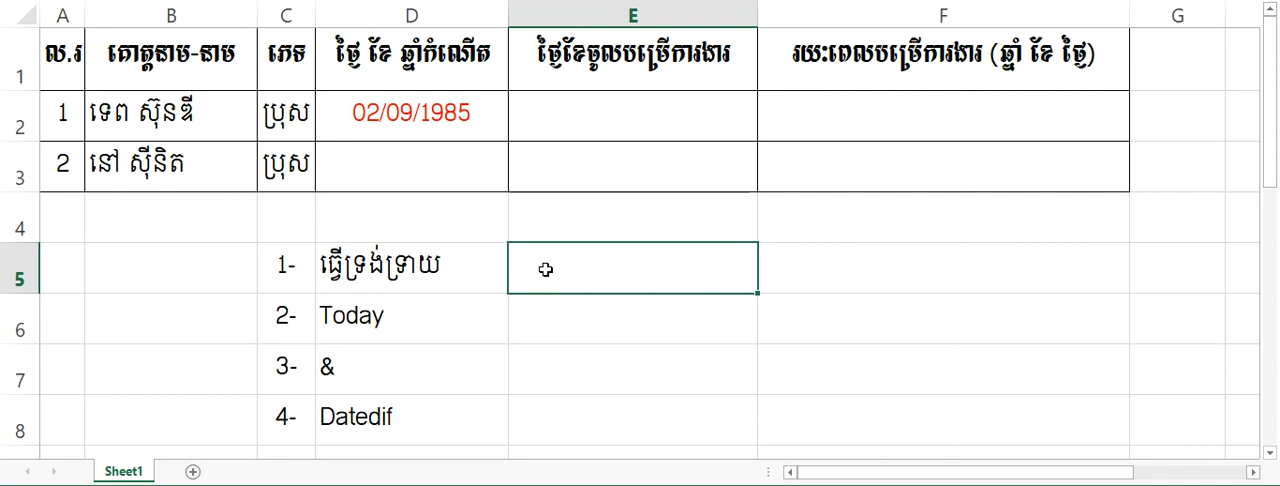 A B C D E F G
1 ល.រ គោត្តនាម-នាម ភេទ ថ្ងៃ ខែ ឆ្នាំកំណើត ថ្ងៃខែចូលបម្រើការងារ រយៈពេលបម្រើការងារ (ឆ្នាំ ខែ ថ្ងៃ)
2 1 ទេព ស៊ុនឌី ប្រុស 02/09/1985
3 2 នៅ ស៊ីនិត ប្រុស
4
5 1- ធ្វើទ្រង់ទ្រាយ
6 2- Today
7 3- &
8 4- Datedif
Sheet1